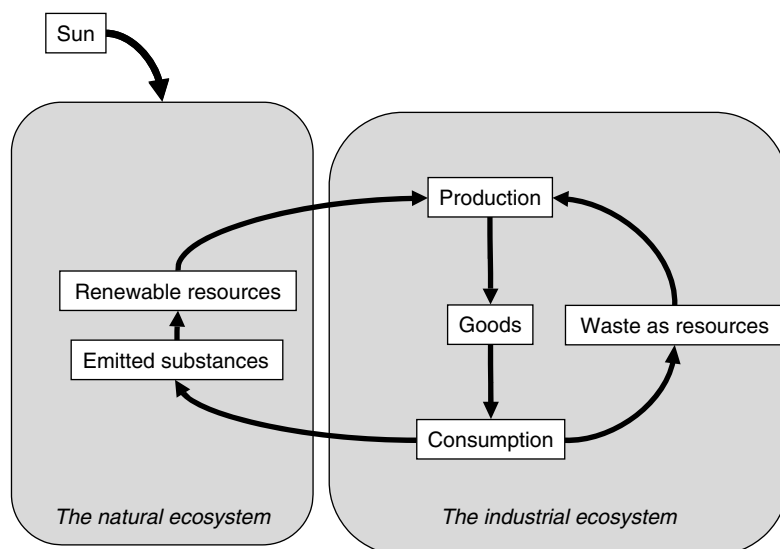 Sun
Production
Renewable resources
Goods
Waste as resources
Emitted substances
Consumption
The natural ecosystem
The industrial ecosystem